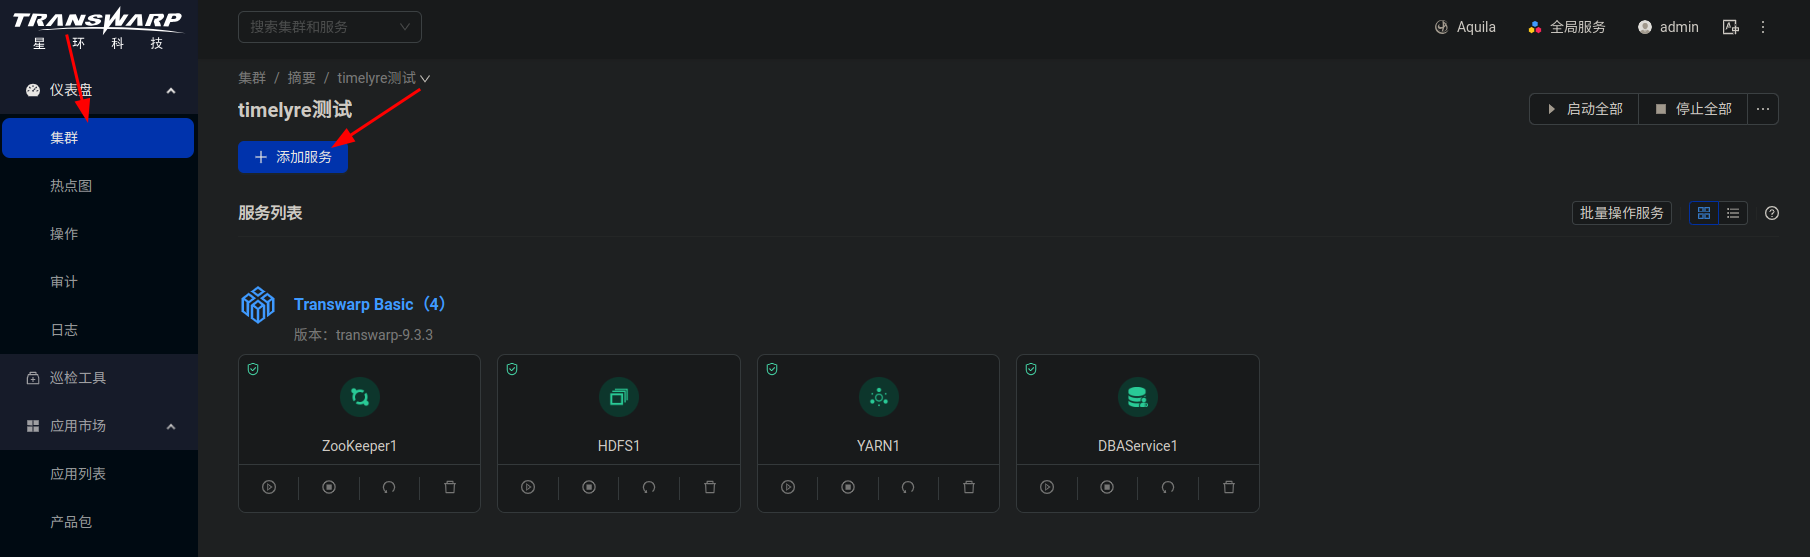 TRANSWARP
星环科技
搜索集群和服务
Aquila
全局服务
admin
仪表盘
集群
热点图
操作
审计
日志
巡检工具
应用市场
应用列表
产品包
集群 / 摘要 / timelyre测试
timelyre测试
启动全部
停止全部
添加服务
服务列表
批量操作服务
Transwarp Basic（4）
版本：transwarp-9.3.3
ZooKeeper1
HDFS1
YARN1
DBAService1